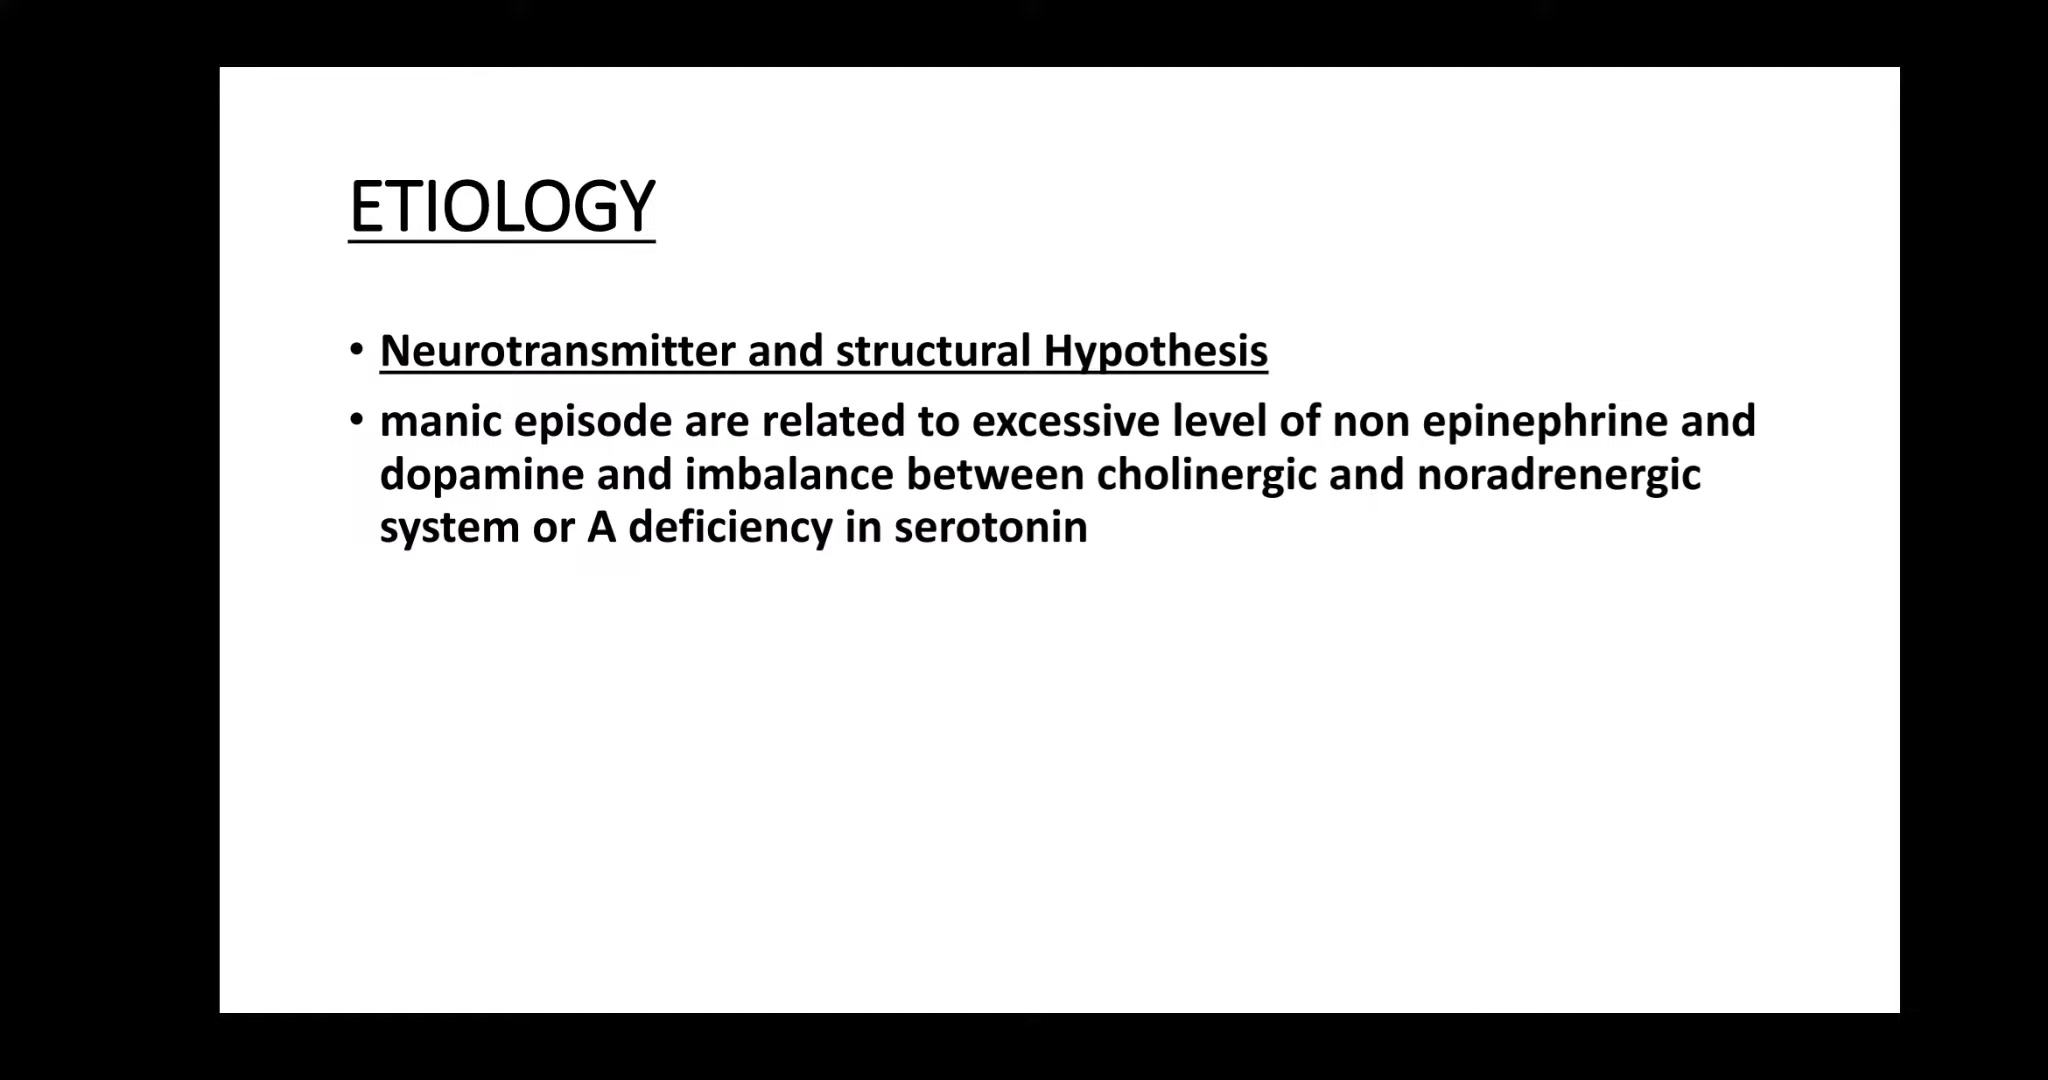 ETIOLOGY
• Neurotransmitter and structural Hypothesis
• manic episode are related to excessive level of non epinephrine and
dopamine and imbalance between cholinergic and noradrenergic
system or A deficiency in serotonin